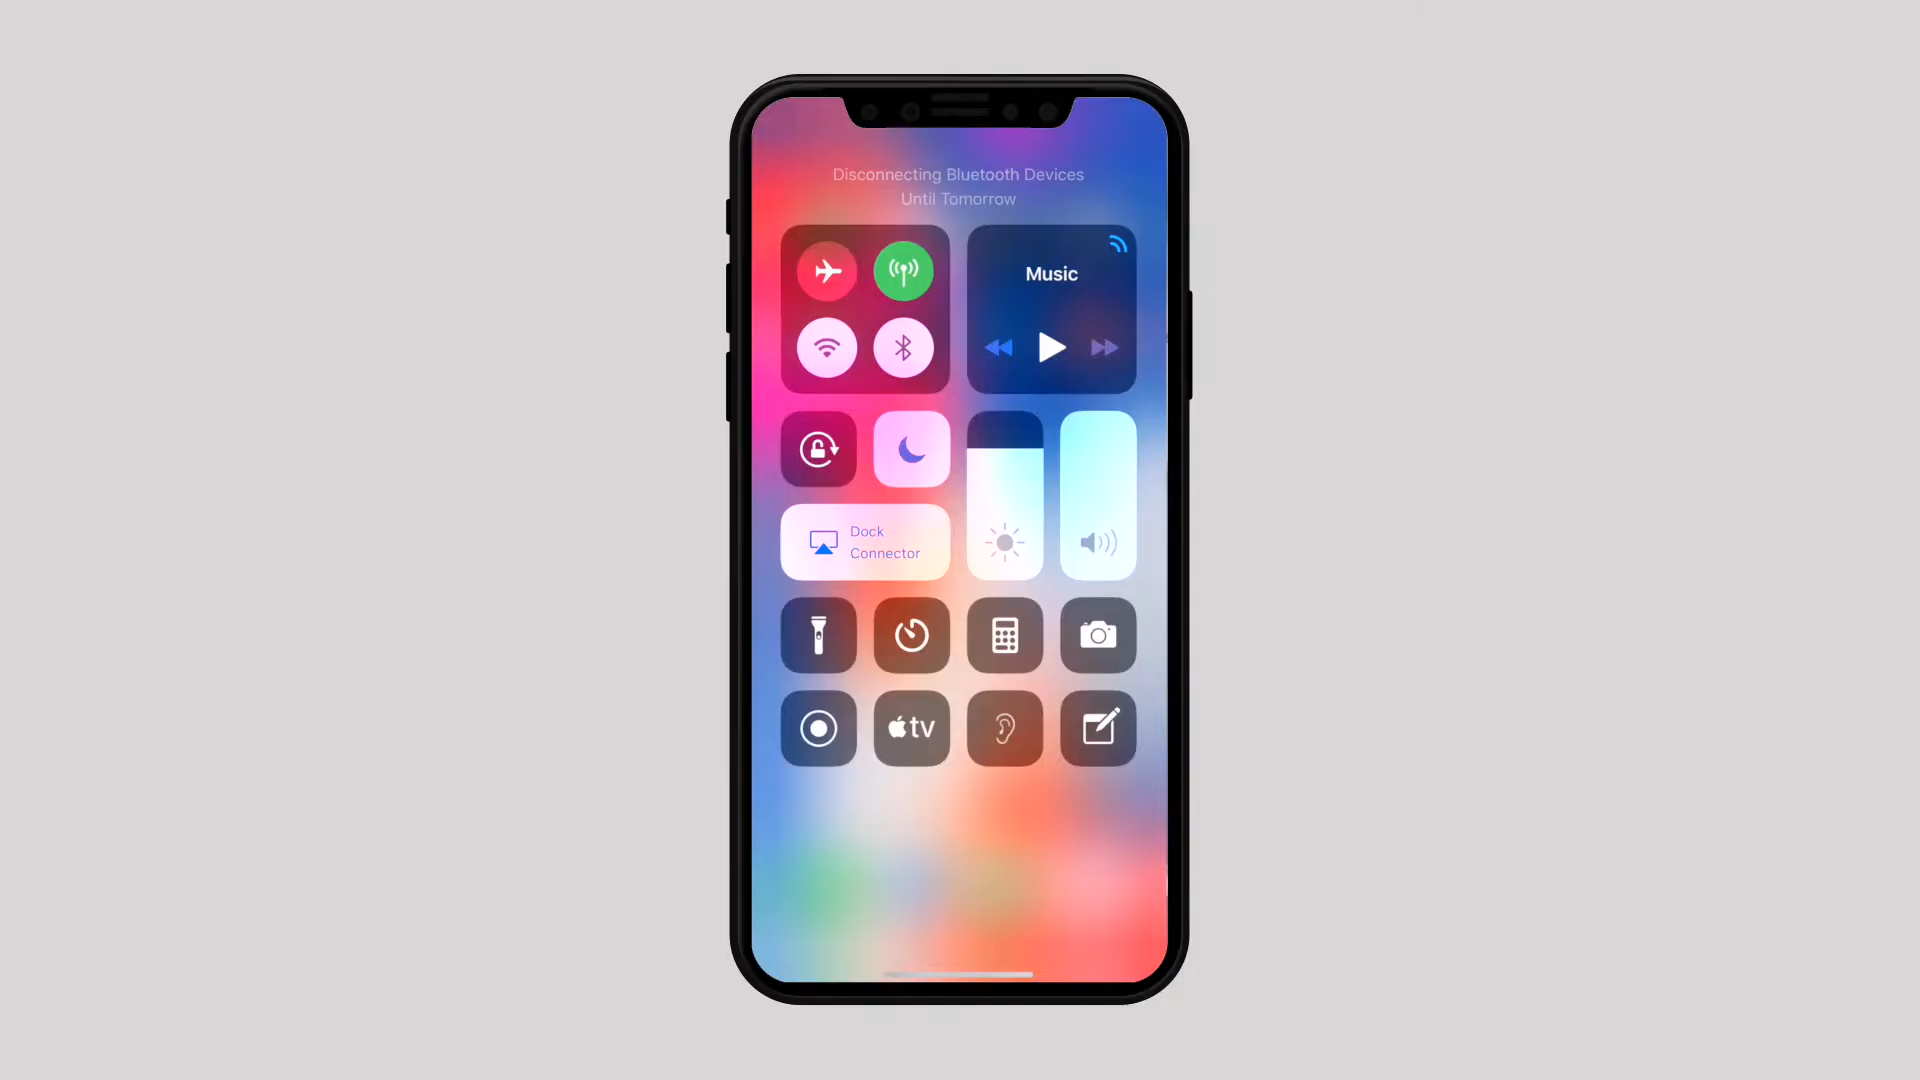 Disconnecting Bluetooth Devices
Until Tomorrow
Music
Dock
Connector
tv